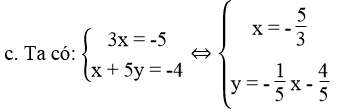 c. Ta có: { 3x = -5
x + 5y = -4 ⇔ { x = - 5/3
y = - 1/5 x - 4/5